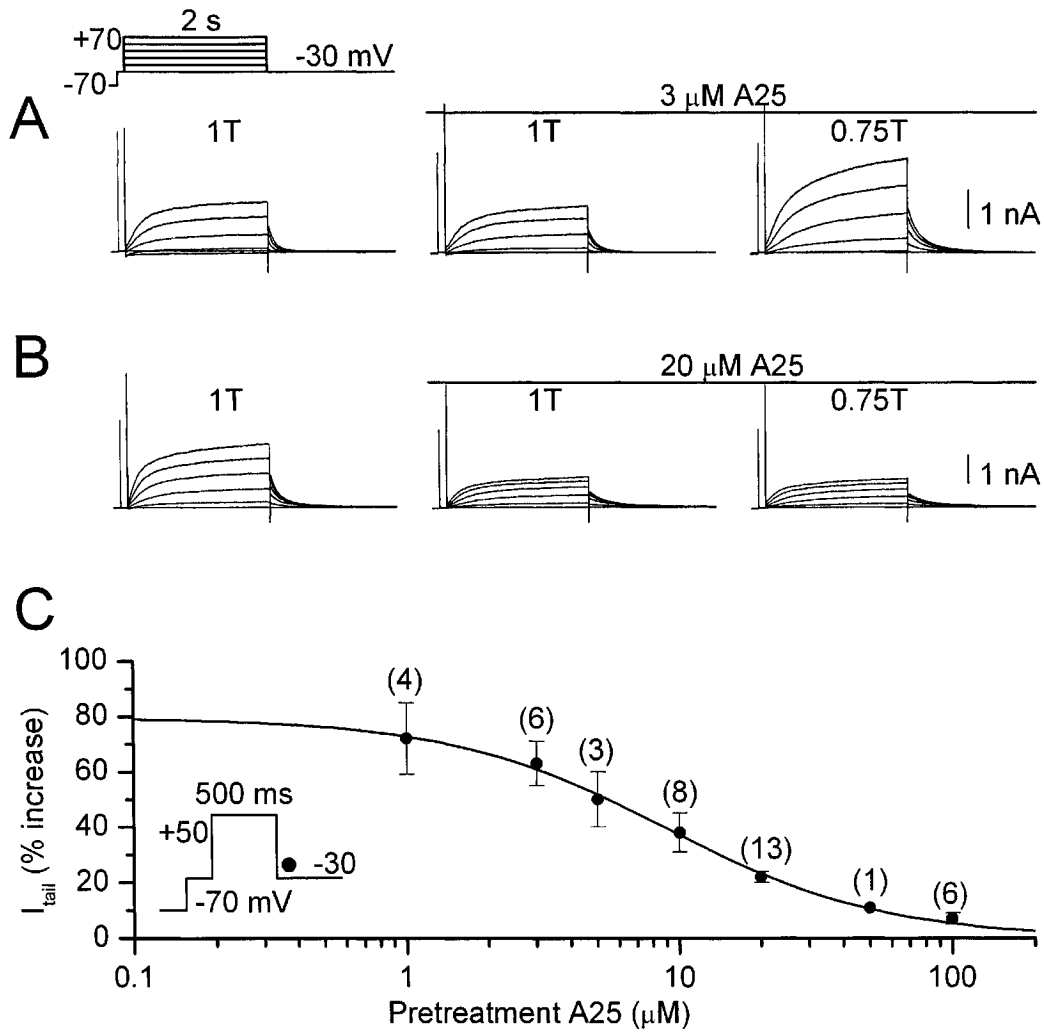 2 s
+70
-30 mV
-70
A
3 μM A25
1T
1T
0.75T
1 nA
B
20 μM A25
1T
1T
0.75T
1 nA
C
100
80
60
40
20
0
I_tail (% increase)
(4)
(6)
(3)
(8)
(13)
(1)
(6)
500 ms
+50
-30
-70 mV
0.1
1
10
100
Pretreatment A25 (μM)